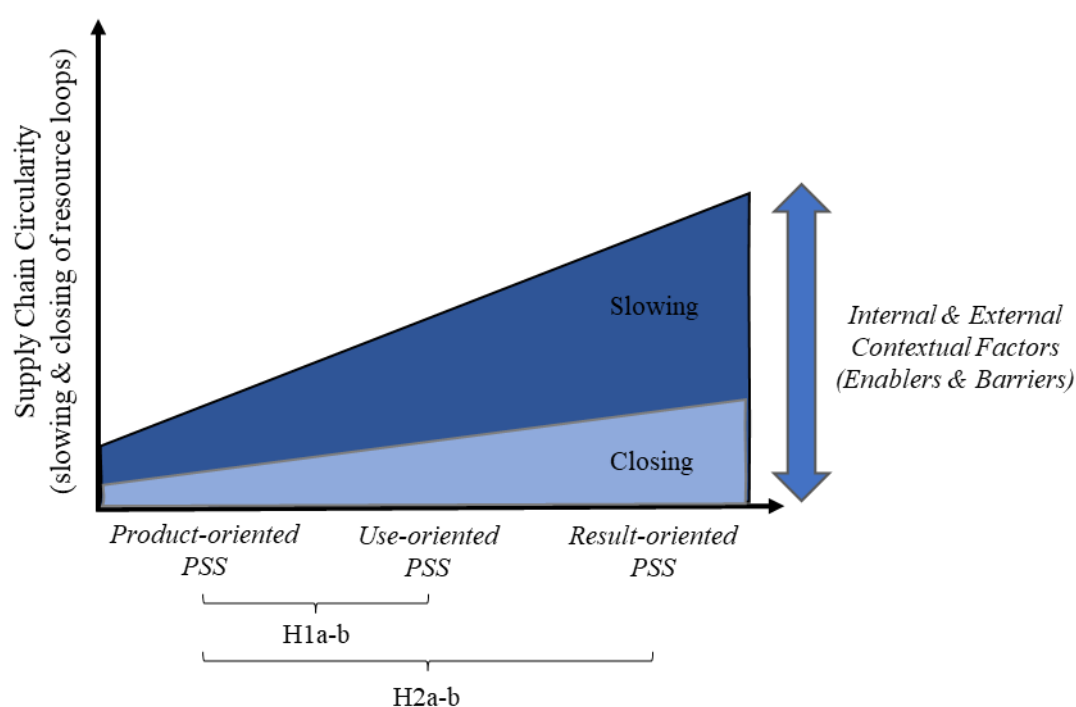 Supply Chain Circularity
(slowing & closing of resource loops)
Slowing
Closing
Internal & External
Contextual Factors
(Enablers & Barriers)
Product-oriented
PSS
Use-oriented
PSS
Result-oriented
PSS
H1a-b
H2a-b